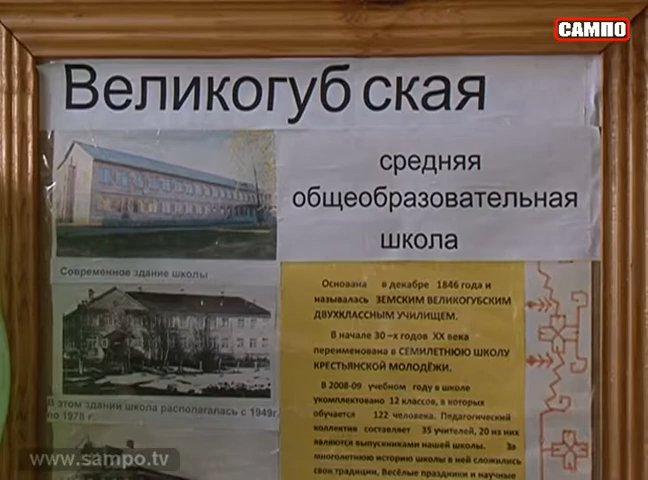 САМПО
Великогубская
средняя
общеобразовательная
школа
Современное здание школы
В этом здании школа располагалась с 1949г.
по 1978 г.
Основана в декабре 1846 года и
называлась ЗЕМСКИМ ВЕЛИКОГУБСКИМ
ДВУХКЛАССНЫМ УЧИЛИЩЕМ.
В начале 30 –х годов XX века
переименована в СЕМИЛЕТНЮЮ ШКОЛУ
КРЕСТЬЯНСКОЙ МОЛОДЁЖИ.
В 2008-09 учебном году в школе
укомплектовано 12 классов, в которых
обучается 122 человека. Педагогический
коллектив составляет 35 учителей, 20 из них
являются выпускниками нашей школы. За
многолетнюю историю школы в ней сложились
свои традиции, Весёлые праздники и научные
www.sampo.tv